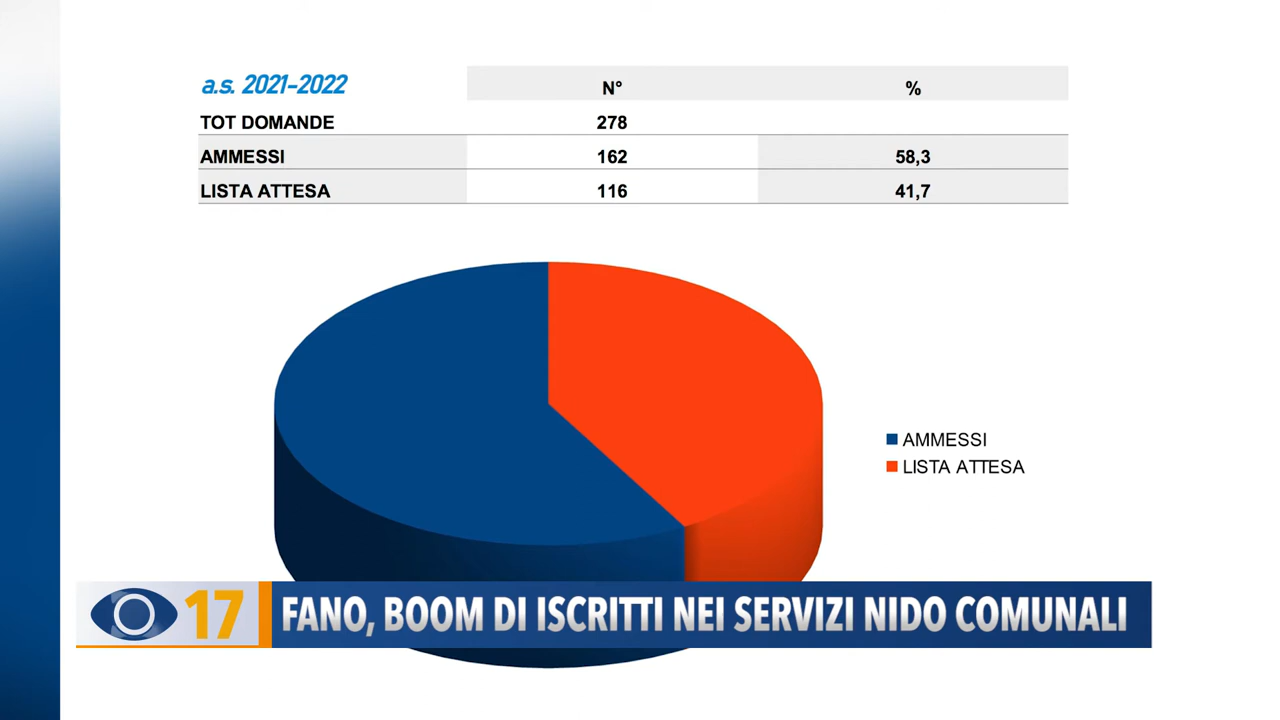 a.s. 2021-2022 N° %
TOT DOMANDE 278
AMMESSI 162 58,3
LISTA ATTESA 116 41,7
AMMESSI
LISTA ATTESA
17 FANO, BOOM DI ISCRITTI NEI SERVIZI NIDO COMUNALI